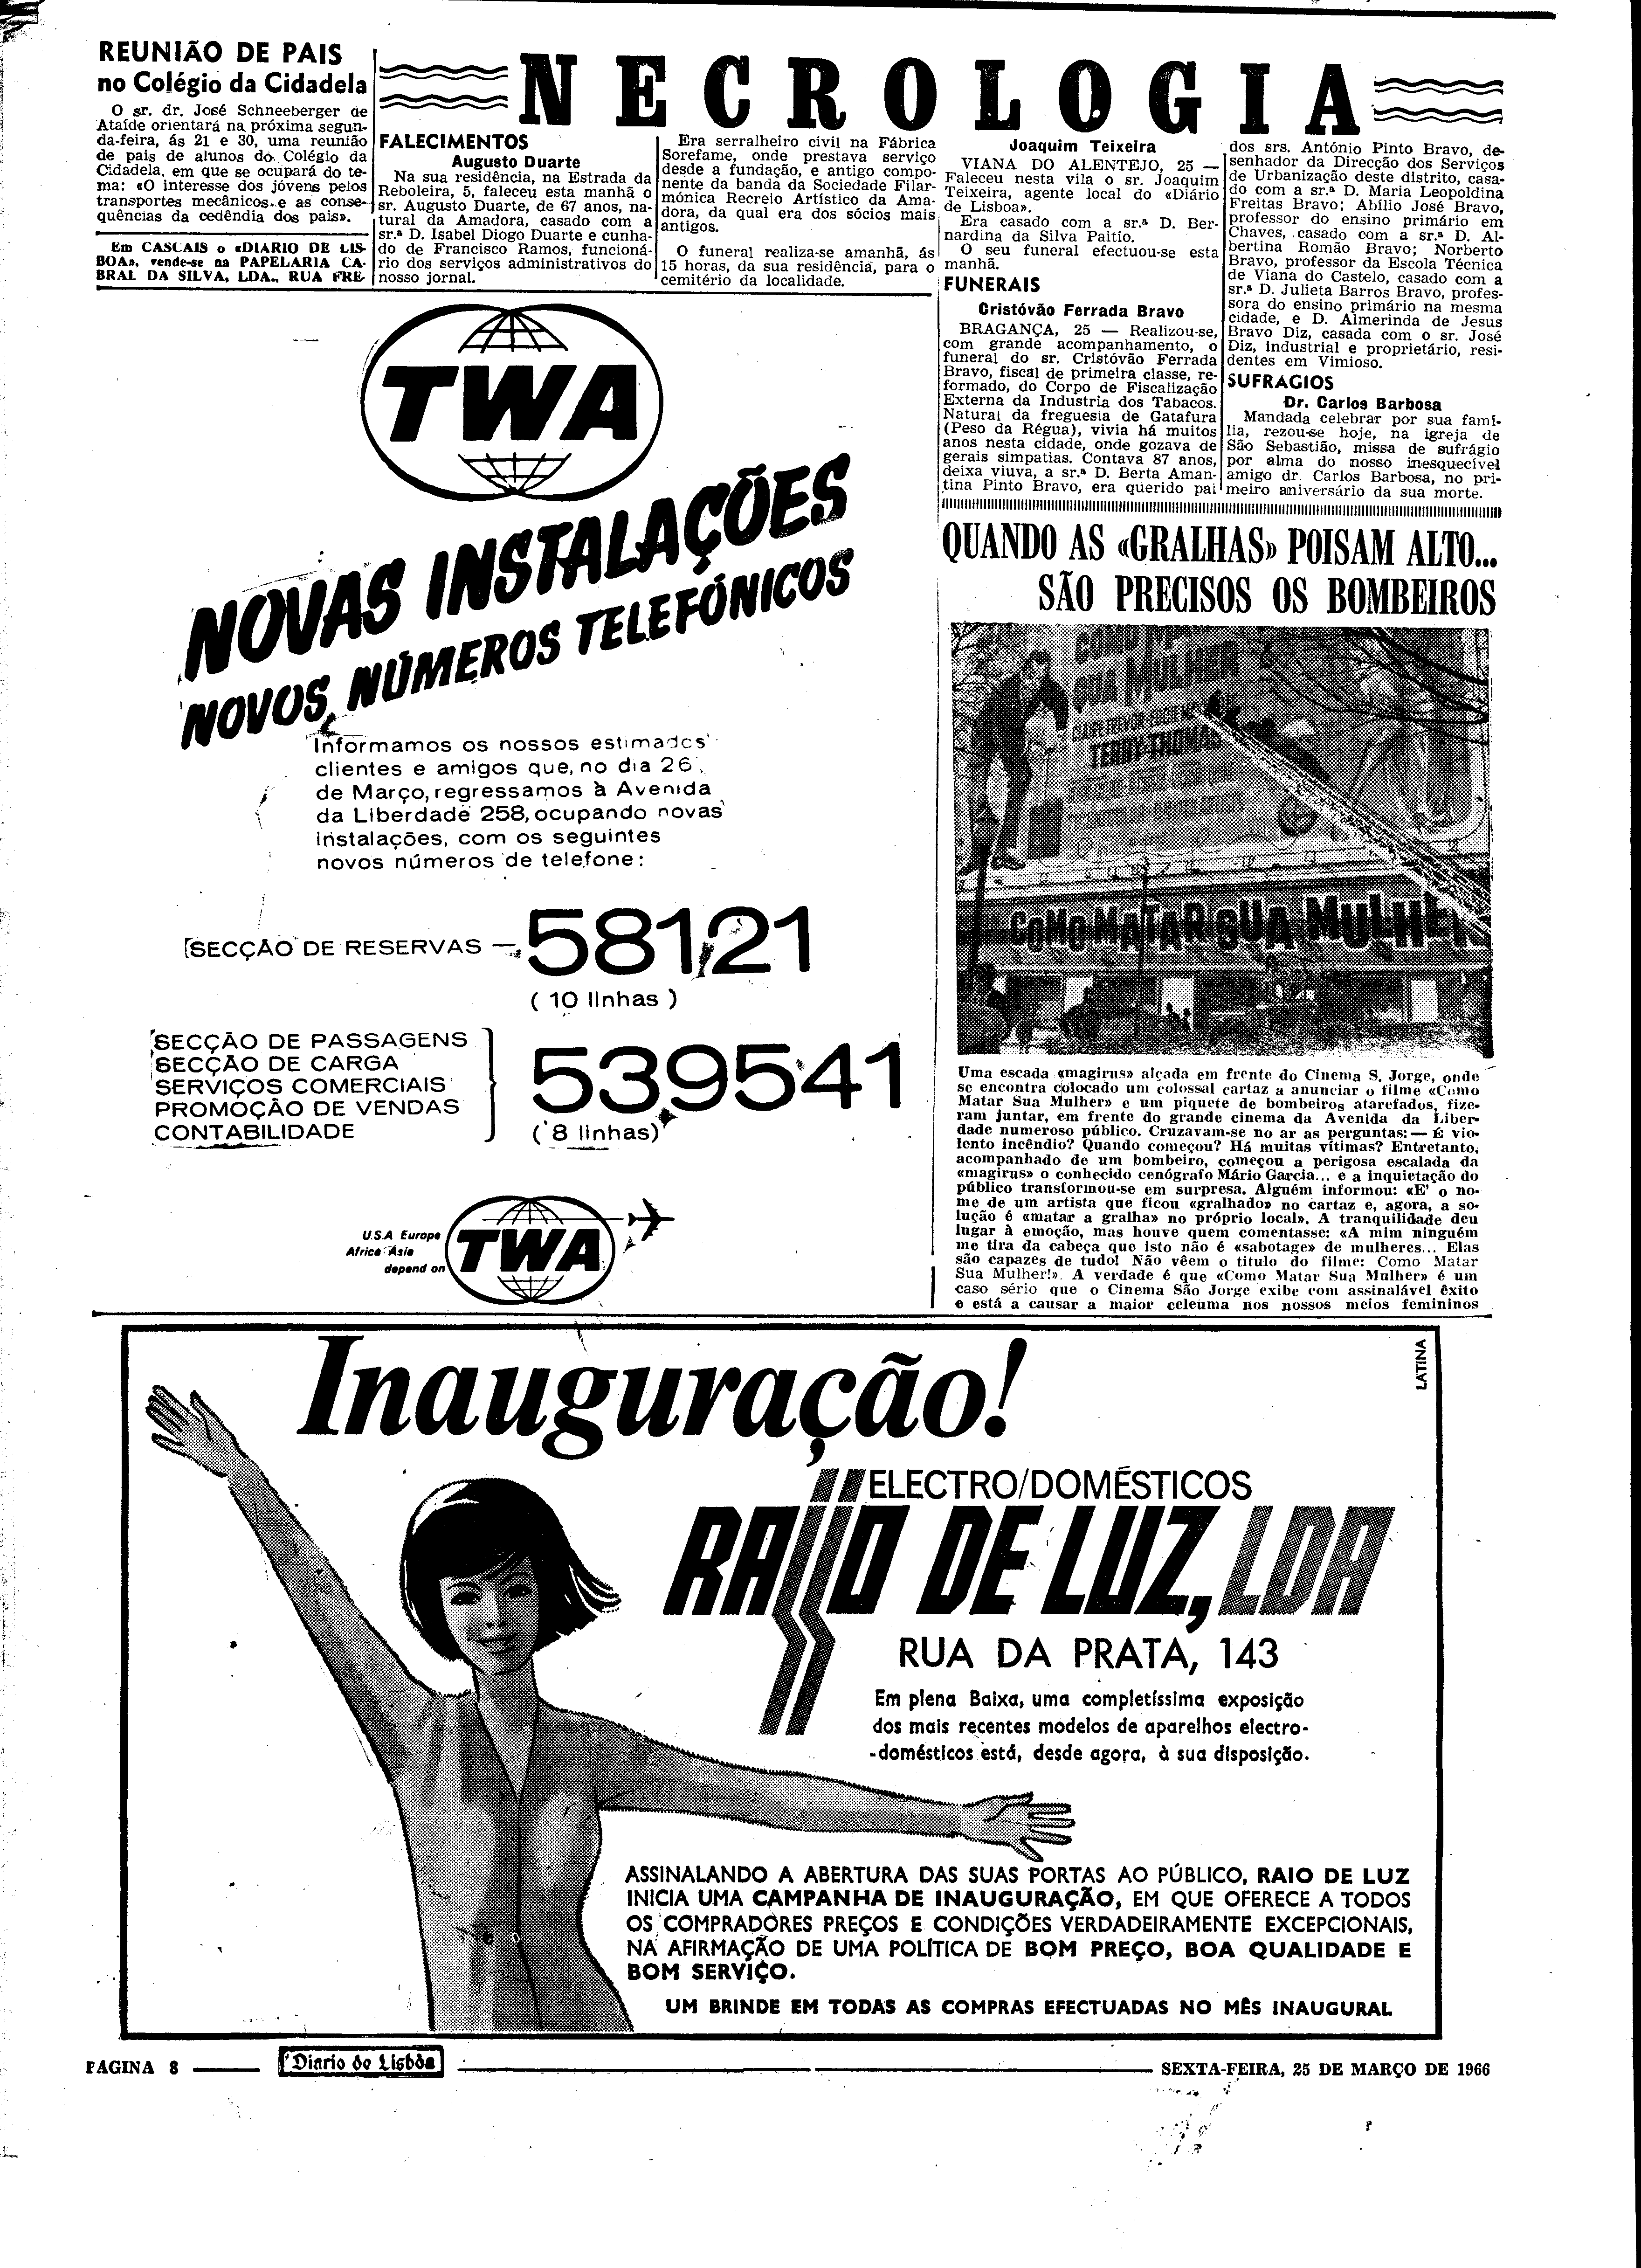 REUNIÃO DE PAIS
no Colégio da Cidadela
O sr. dr. José Schneeberger de
Ataíde orientará na próxima segun-
da-feira, ás 21 e 30, uma reunião
de pais de alunos do Colégio da
Cidadela, em que se ocupará do te-
ma: «O interesse dos jóvens pelos
transportes mecânicos e as conse-
quências da cedência dos pais».
Em CASCAIS o «DIARIO DE LIS-
BOA», vende-se na PAPELARIA CA-
BRAL DA SILVA, LDA., RUA FRE-
NECROLOGIA
FALECIMENTOS
Augusto Duarte
Na sua residência, na Estrada da
Reboleira, 5, faleceu esta manhã o
sr. Augusto Duarte, de 67 anos, na-
tural da Amadora, casado com a
sr.ª D. Isabel Diogo Duarte e cunha-
do de Francisco Ramos, funcioná-
rio dos serviços administrativos do
nosso jornal.
Era serralheiro civil na Fábrica
Sorefame, onde prestava serviço
desde a fundação, e antigo compo-
nente da banda da Sociedade Filar-
mónica Recreio Artístico da Ama-
dora, da qual era dos sócios mais
antigos.
O funeral realiza-se amanhã, ás
15 horas, da sua residência, para o
cemitério da localidade.
Joaquim Teixeira
VIANA DO ALENTEJO, 25 —
Faleceu nesta vila o sr. Joaquim
Teixeira, agente local do «Diário
de Lisboa».
Era casado com a sr.ª D. Ber-
nardina da Silva Paitio.
O seu funeral efectuou-se esta
manhã.
FUNERAIS
Cristóvão Ferrada Bravo
BRAGANÇA, 25 — Realizou-se,
com grande acompanhamento, o
funeral do sr. Cristóvão Ferrada
Bravo, fiscal de primeira classe, re-
formado, do Corpo de Fiscalização
Externa da Industria dos Tabacos.
Natural da freguesia de Gatafura
(Peso da Régua), vivia há muitos
anos nesta cidade, onde gozava de
gerais simpatias. Contava 87 anos,
deixa viuva, a sr.ª D. Berta Aman-
tina Pinto Bravo, era querido pai
dos srs. António Pinto Bravo, de-
senhador da Direcção dos Serviços
de Urbanização deste distrito, casa-
do com a sr.ª D. Maria Leopoldina
Freitas Bravo; Abílio José Bravo,
professor do ensino primário em
Chaves, casado com a sr.ª D. Al-
bertina Romão Bravo; Norberto
Bravo, professor da Escola Técnica
de Viana do Castelo, casado com a
sr.ª D. Julieta Barros Bravo, profes-
sora do ensino primário na mesma
cidade, e D. Almerinda de Jesus
Bravo Diz, casada com o sr. José
Diz, industrial e proprietário, resi-
dentes em Vimioso.
SUFRÁGIOS
Dr. Carlos Barbosa
Mandada celebrar por sua famí-
lia, rezou-se hoje, na igreja de
São Sebastião, missa de sufrágio
por alma do nosso inesquecível
amigo dr. Carlos Barbosa, no pri-
meiro aniversário da sua morte.
TWA
NOVAS INSTALAÇÕES
NOVOS NÚMEROS TELEFÓNICOS
Informamos os nossos estimados
clientes e amigos que, no dia 26
de Março, regressamos à Avenida
da Liberdade 258, ocupando novas
instalações, com os seguintes
novos números de telefone:
SECÇÃO DE RESERVAS — 58121
(10 linhas)
SECÇÃO DE PASSAGENS
SECÇÃO DE CARGA
SERVIÇOS COMERCIAIS
PROMOÇÃO DE VENDAS
CONTABILIDADE
539541
(8 linhas)
U.S.A Europe
Africa Asia
depend on
TWA
QUANDO AS «GRALHAS» POISAM ALTO...
SÃO PRECISOS OS BOMBEIROS
COMO MA
SUA MULHER
CLAIRE TREVOR
TERRY-THOMAS
COMO MATAR SUA MULHER
Uma escada «magirus» alçada em frente do Cinema S. Jorge, onde
se encontra colocado um colossal cartaz a anunciar o filme «Como
Matar Sua Mulher» e um piquete de bombeiros atarefados, fize-
ram juntar, em frente do grande cinema da Avenida da Liber-
dade numeroso público. Cruzavam-se no ar as perguntas: — É vio-
lento incêndio? Quando começou? Há muitas vítimas? Entretanto,
acompanhado de um bombeiro, começou a perigosa escalada da
«magirus» o conhecido cenógrafo Mário Garcia... e a inquietação do
público transformou-se em surpresa. Alguém informou: «E' o no-
me de um artista que ficou «gralhado» no cartaz e, agora, a so-
lução é «matar a gralha» no próprio local». A tranquilidade deu
lugar à emoção, mas houve quem comentasse: «A mim ninguém
me tira da cabeça que isto não é «sabotage» de mulheres... Elas
são capazes de tudo! Não vêem o titulo do filme: Como Matar
Sua Mulher!». A verdade é que «Como Matar Sua Mulher» é um
caso sério que o Cinema São Jorge exibe com assinalável êxito
e está a causar a maior celeuma nos nossos meios femininos
LATINA
Inauguração!
ELECTRO/DOMÉSTICOS
RAIO DE LUZ, LDA
RUA DA PRATA, 143
Em plena Baixa, uma completíssima exposição
dos mais recentes modelos de aparelhos electro-
-domésticos está, desde agora, à sua disposição.
ASSINALANDO A ABERTURA DAS SUAS PORTAS AO PÚBLICO, RAIO DE LUZ
INICIA UMA CAMPANHA DE INAUGURAÇÃO, EM QUE OFERECE A TODOS
OS COMPRADORES PREÇOS E CONDIÇÕES VERDADEIRAMENTE EXCEPCIONAIS,
NA AFIRMAÇÃO DE UMA POLÍTICA DE BOM PREÇO, BOA QUALIDADE E
BOM SERVIÇO.
UM BRINDE EM TODAS AS COMPRAS EFECTUADAS NO MÊS INAUGURAL
PAGINA 8
Diario de Lisbôa
SEXTA-FEIRA, 25 DE MARÇO DE 1966